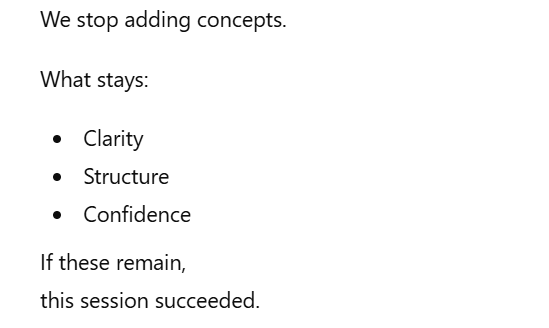 We stop adding concepts.
What stays:
• Clarity
• Structure
• Confidence
If these remain,
this session succeeded.